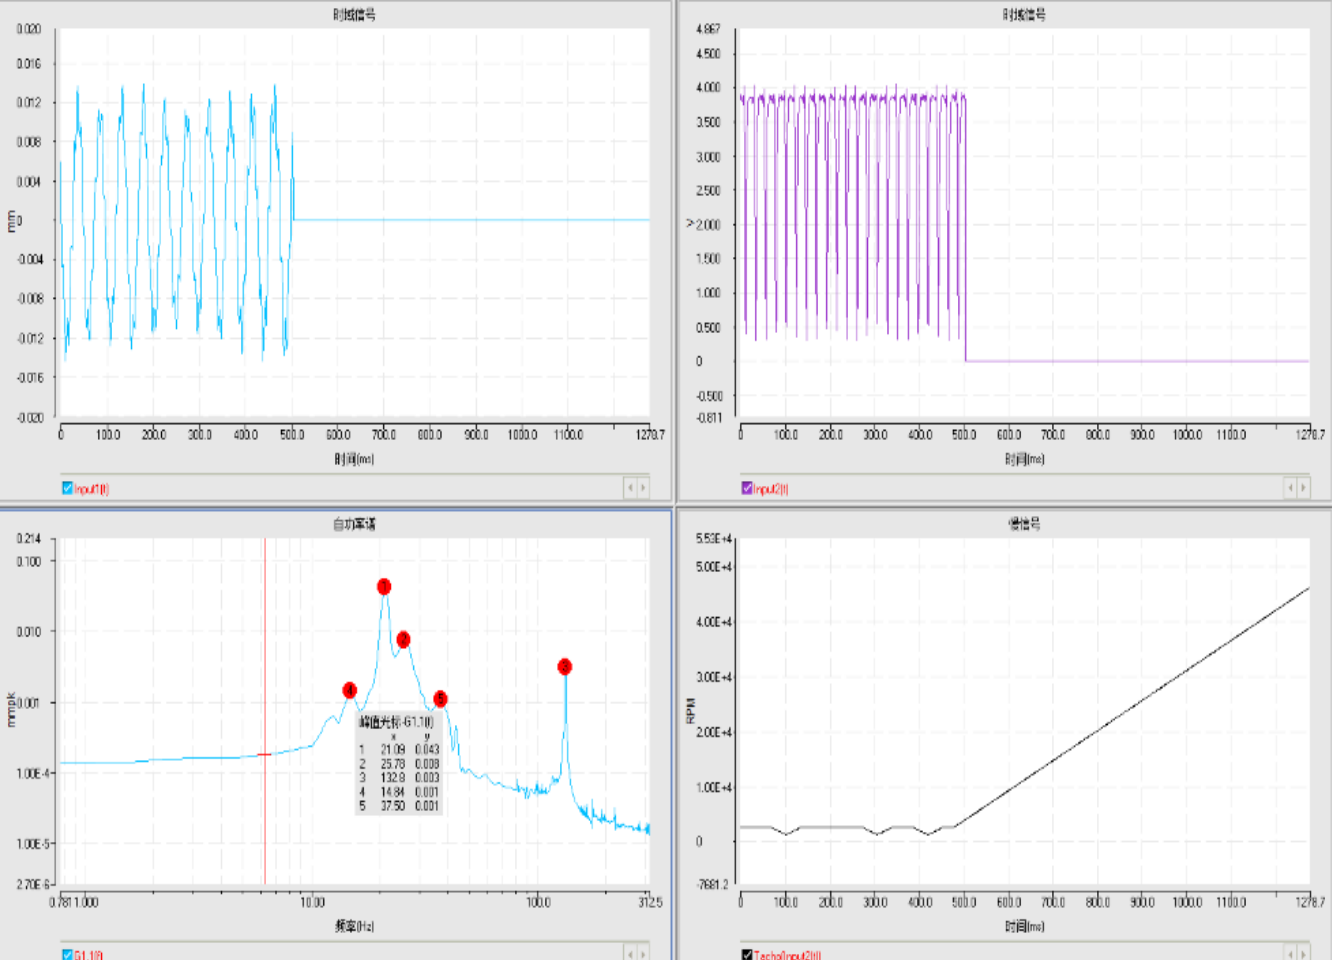 时域信号
0.020
0.016
0.012
0.008
0.004
0
-0.004
-0.008
-0.012
-0.016
-0.020
mm
0 100.0 200.0 300.0 400.0 500.0 600.0 700.0 800.0 900.0 1000.0 1100.0 1278.7
时间(ms)
Input1(t)
时域信号
4.867
4.500
4.000
3.500
3.000
2.500
2.000
1.500
1.000
0.500
0
-0.500
-0.811
V
0 100.0 200.0 300.0 400.0 500.0 600.0 700.0 800.0 900.0 1000.0 1100.0 1278.7
时间(ms)
Input2(t)
自功率谱
0.214
0.100
0.010
0.001
1.00E-4
1.00E-5
2.70E-6
mmpk
1
2
3
4
5
峰值光标-G1.1(f)
x y
1 21.09 0.043
2 25.78 0.008
3 132.8 0.003
4 14.84 0.001
5 37.50 0.001
0.781 1.000 10.00 100.0 312.5
频率(Hz)
G1.1(f)
慢信号
5.53E+4
5.00E+4
4.00E+4
3.00E+4
2.00E+4
1.00E+4
0
-7681.2
RPM
0 100.0 200.0 300.0 400.0 500.0 600.0 700.0 800.0 900.0 1000.0 1100.0 1278.7
时间(ms)
Tacho(Input2(t))